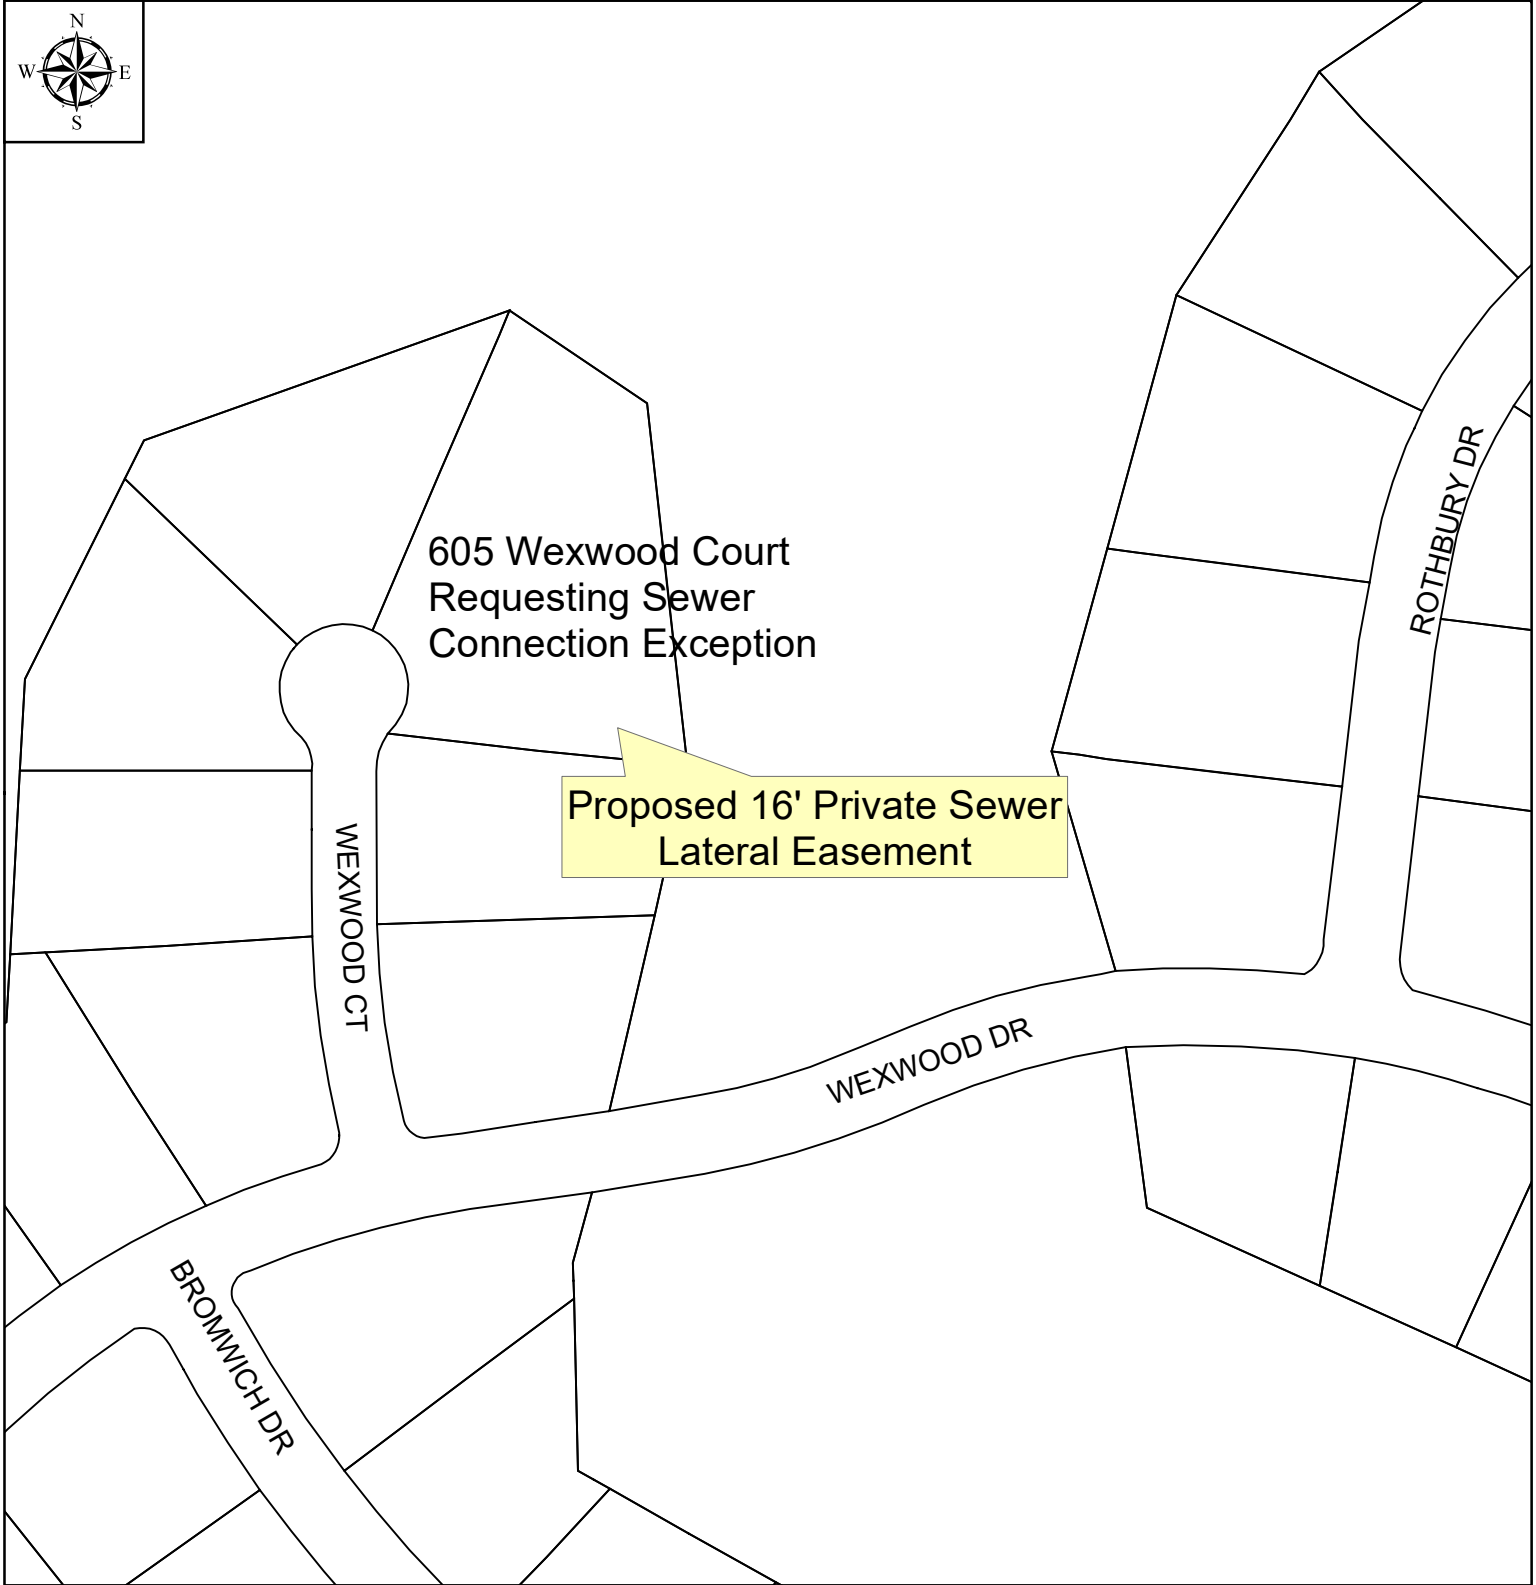 N
W E
S
ROTHBURY DR
605 Wexwood Court
Requesting Sewer
Connection Exception
Proposed 16' Private Sewer
Lateral Easement
WEXWOOD CT
WEXWOOD DR
BROMWICH DR